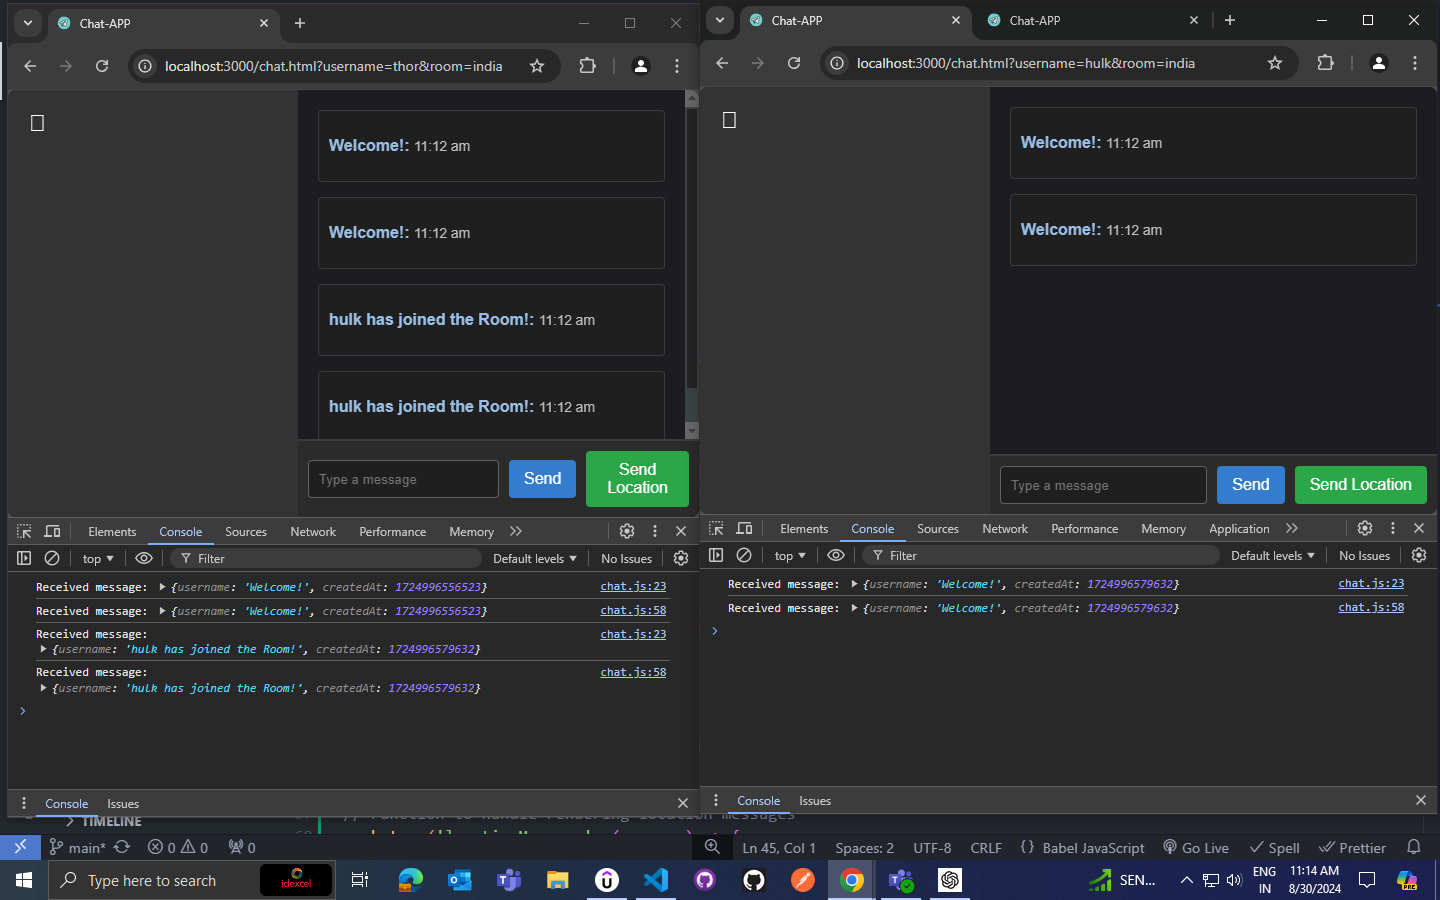 Chat-APP
localhost:3000/chat.html?username=thor&room=india
Welcome!: 11:12 am
Welcome!: 11:12 am
hulk has joined the Room!: 11:12 am
hulk has joined the Room!: 11:12 am
Type a message
Send
Send
Location
Elements
Console
Sources
Network
Performance
Memory
top
Filter
Default levels
No Issues
Received message: {username: 'Welcome!', createdAt: 1724996556523}
chat.js:23
Received message: {username: 'Welcome!', createdAt: 1724996556523}
chat.js:58
Received message:
chat.js:23
{username: 'hulk has joined the Room!', createdAt: 1724996579632}
Received message:
chat.js:58
{username: 'hulk has joined the Room!', createdAt: 1724996579632}
Console
Issues
Chat-APP
Chat-APP
localhost:3000/chat.html?username=hulk&room=india
Welcome!: 11:12 am
Welcome!: 11:12 am
Type a message
Send
Send Location
Elements
Console
Sources
Network
Performance
Memory
Application
top
Filter
Default levels
No Issues
Received message: {username: 'Welcome!', createdAt: 1724996579632}
chat.js:23
Received message: {username: 'Welcome!', createdAt: 1724996579632}
chat.js:58
Console
Issues
TIMELINE
// Function to handle rendering location messages
main*
0
0
0
Ln 45, Col 1
Spaces: 2
UTF-8
CRLF
{} Babel JavaScript
Go Live
Spell
Prettier
Type here to search
idexcel
SEN...
ENG
IN
11:14 AM
8/30/2024
PRE